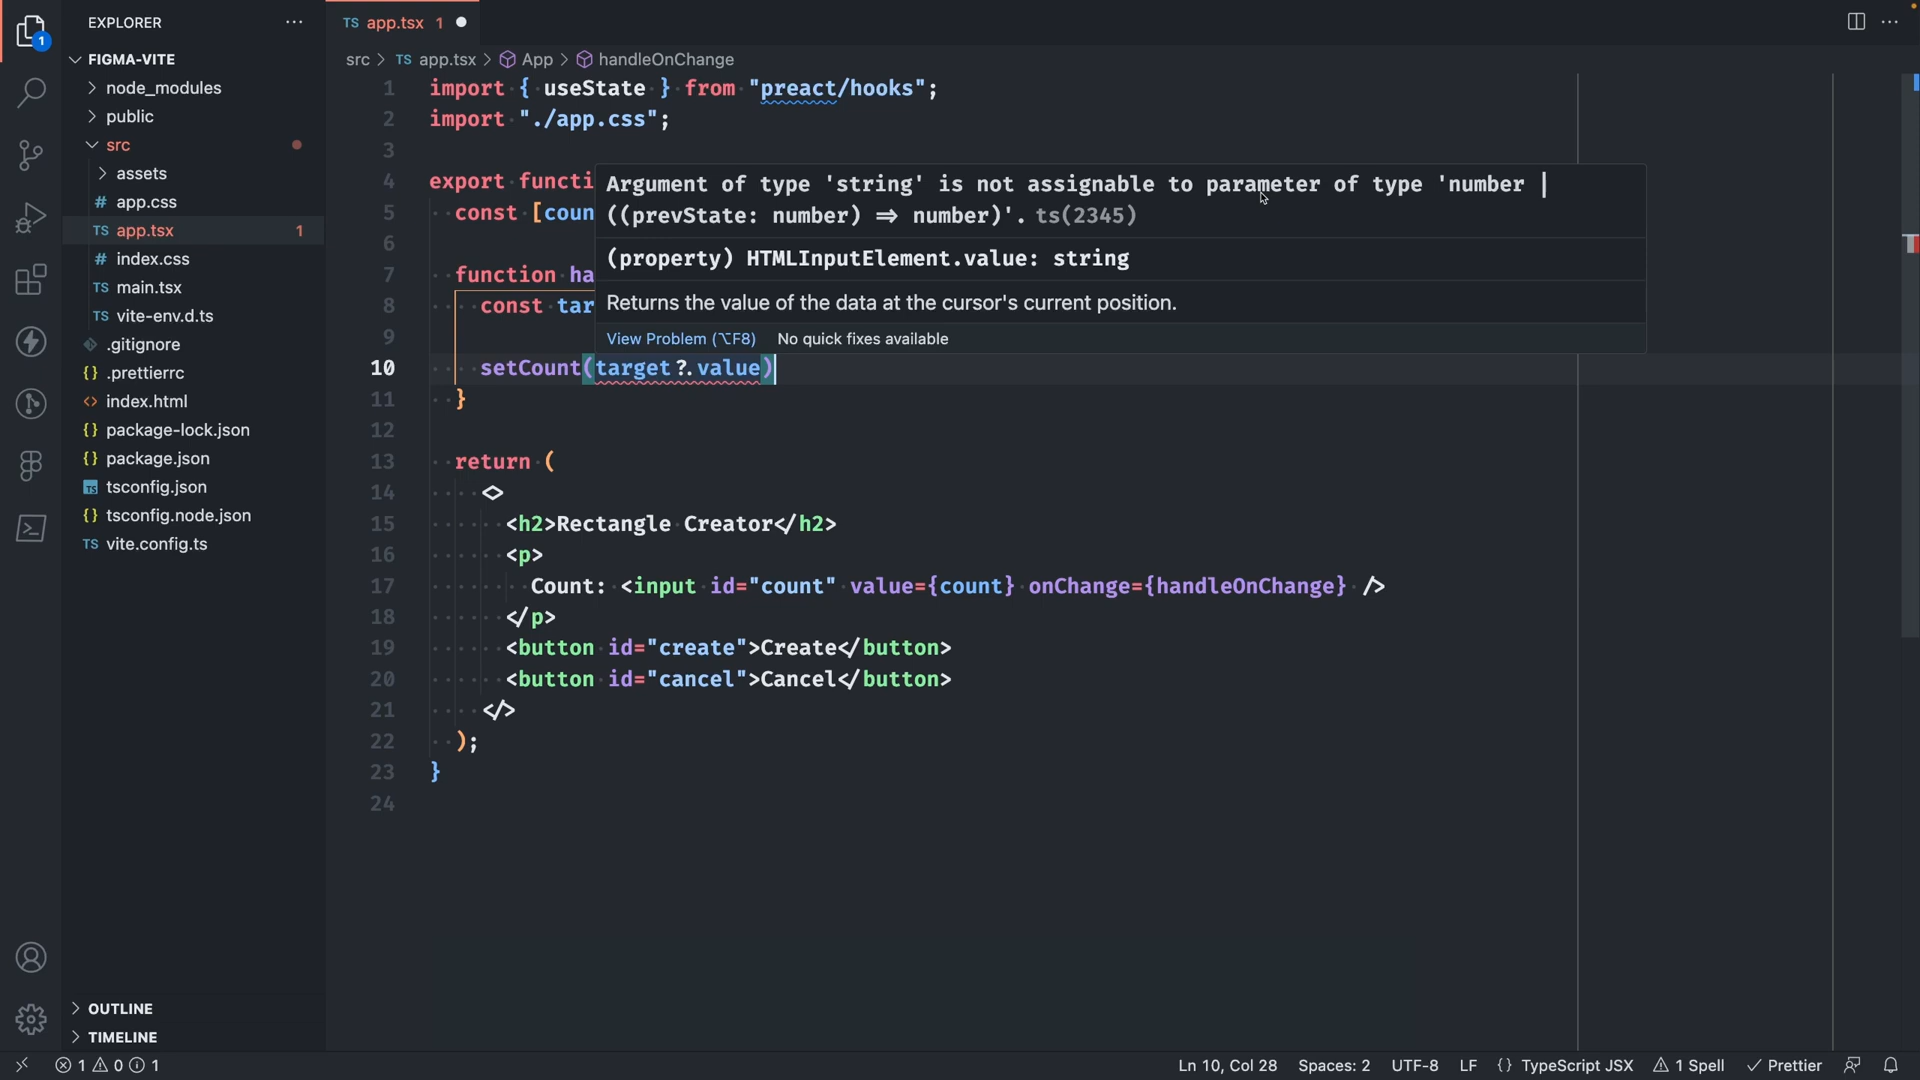 EXPLORER
FIGMA-VITE
node_modules
public
src
assets
# app.css
TS app.tsx 1
# index.css
TS main.tsx
TS vite-env.d.ts
.gitignore
{} .prettierrc
<> index.html
{} package-lock.json
{} package.json
TS tsconfig.json
{} tsconfig.node.json
TS vite.config.ts
OUTLINE
TIMELINE
1
TS app.tsx 1
src > TS app.tsx > App > handleOnChange
1 import { useState } from "preact/hooks";
2 import "./app.css";
3
4 export functi
5 const [coun
6
7 function ha
8 const tar
9
10 setCount(target?.value)
11 }
12
13 return (
14 <>
15 <h2>Rectangle Creator</h2>
16 <p>
17 Count: <input id="count" value={count} onChange={handleOnChange} />
18 </p>
19 <button id="create">Create</button>
20 <button id="cancel">Cancel</button>
21 </>
22 );
23 }
24
Argument of type 'string' is not assignable to parameter of type 'number |
((prevState: number) => number)'. ts(2345)
(property) HTMLInputElement.value: string
Returns the value of the data at the cursor's current position.
View Problem (⌥F8) No quick fixes available
1 0 1
Ln 10, Col 28 Spaces: 2 UTF-8 LF {} TypeScript JSX 1 Spell Prettier